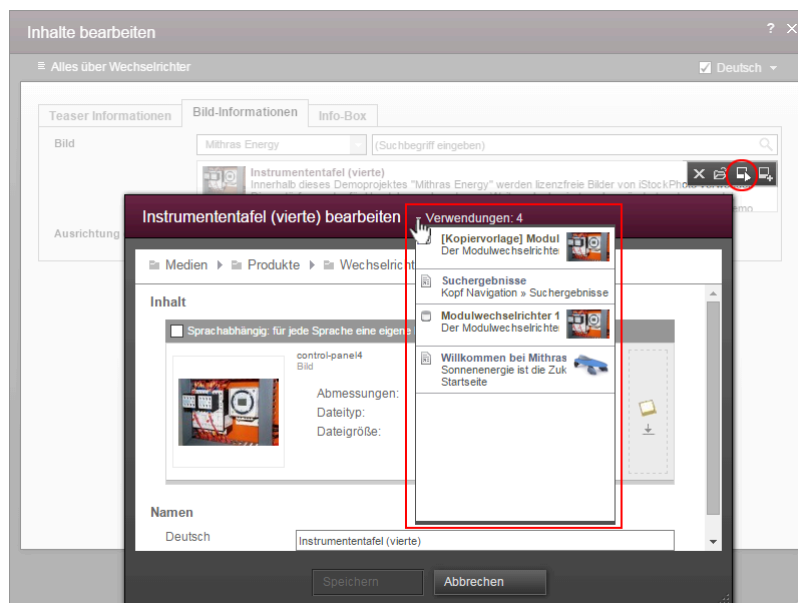 Inhalte bearbeiten
?
Alles über Wechselrichter
Deutsch
Teaser Informationen
Bild-Informationen
Info-Box
Bild
Mithras Energy
(Suchbegriff eingeben)
Instrumententafel (vierte)
Innerhalb dieses Demoprojektes "Mithras Energy" werden lizenzfreie Bilder von iStockPhoto
Ausrichtung
Instrumententafel (vierte) bearbeiten
Verwendungen: 4
[Kopiervorlage] Modul
Der Modulwechselrichte
Suchergebnisse
Kopf Navigation » Suchergebnisse
Modulwechselrichter 1
Der Modulwechselrichte
Willkommen bei Mithras
Sonnenenergie ist die Zuk
Startseite
Medien
Produkte
Wechselricht
Inhalt
Sprachabhängig: für jede Sprache eine eigene
control-panel4
Bild
Abmessungen:
Dateityp:
Dateigröße:
Namen
Deutsch
Instrumententafel (vierte)
Speichern
Abbrechen